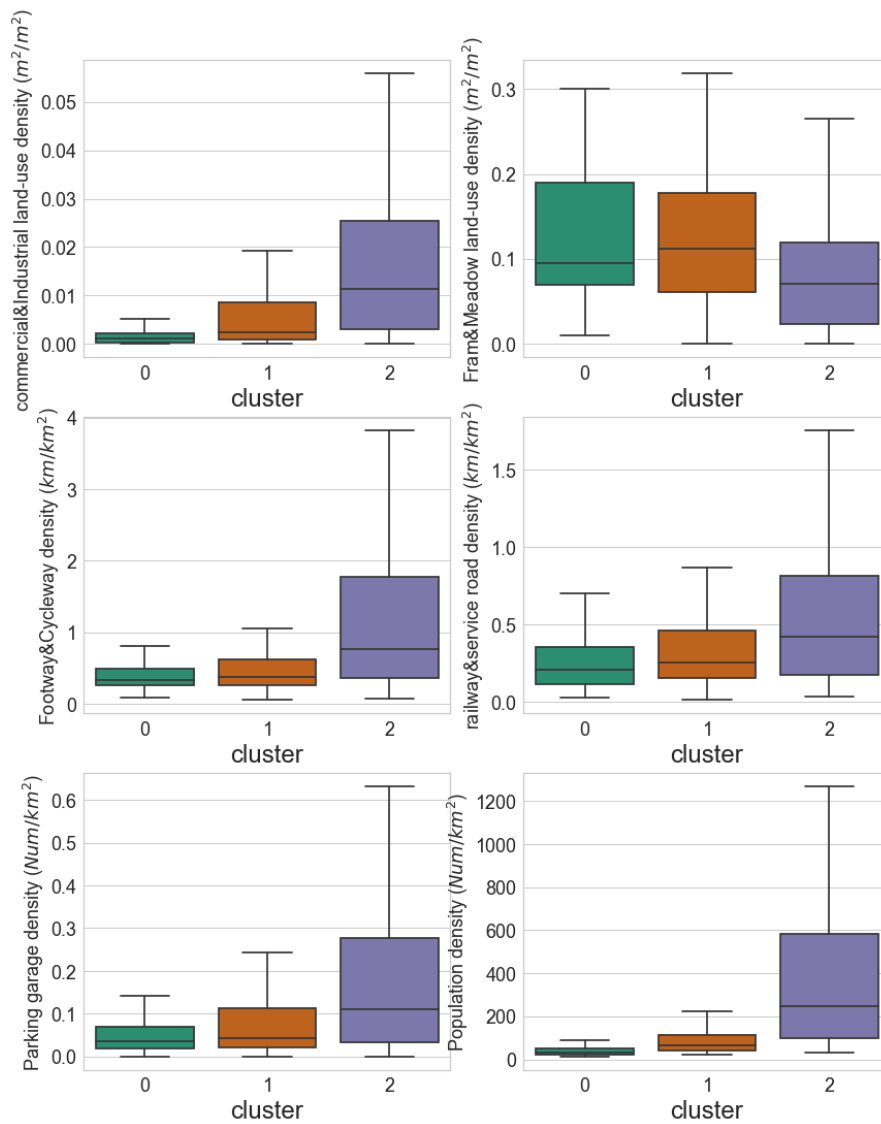 commercial&Industrial land-use density (m²/m²)
0.05
0.04
0.03
0.02
0.01
0.00
0 1 2
cluster
Fram&Meadow land-use density (m²/m²)
0.3
0.2
0.1
0.0
0 1 2
cluster
Footway&Cycleway density (km/km²)
4
3
2
1
0
0 1 2
cluster
railway&service road density (km/km²)
1.5
1.0
0.5
0.0
0 1 2
cluster
Parking garage density (Num/km²)
0.6
0.5
0.4
0.3
0.2
0.1
0.0
0 1 2
cluster
Population density (Num/km²)
1200
1000
800
600
400
200
0
0 1 2
cluster